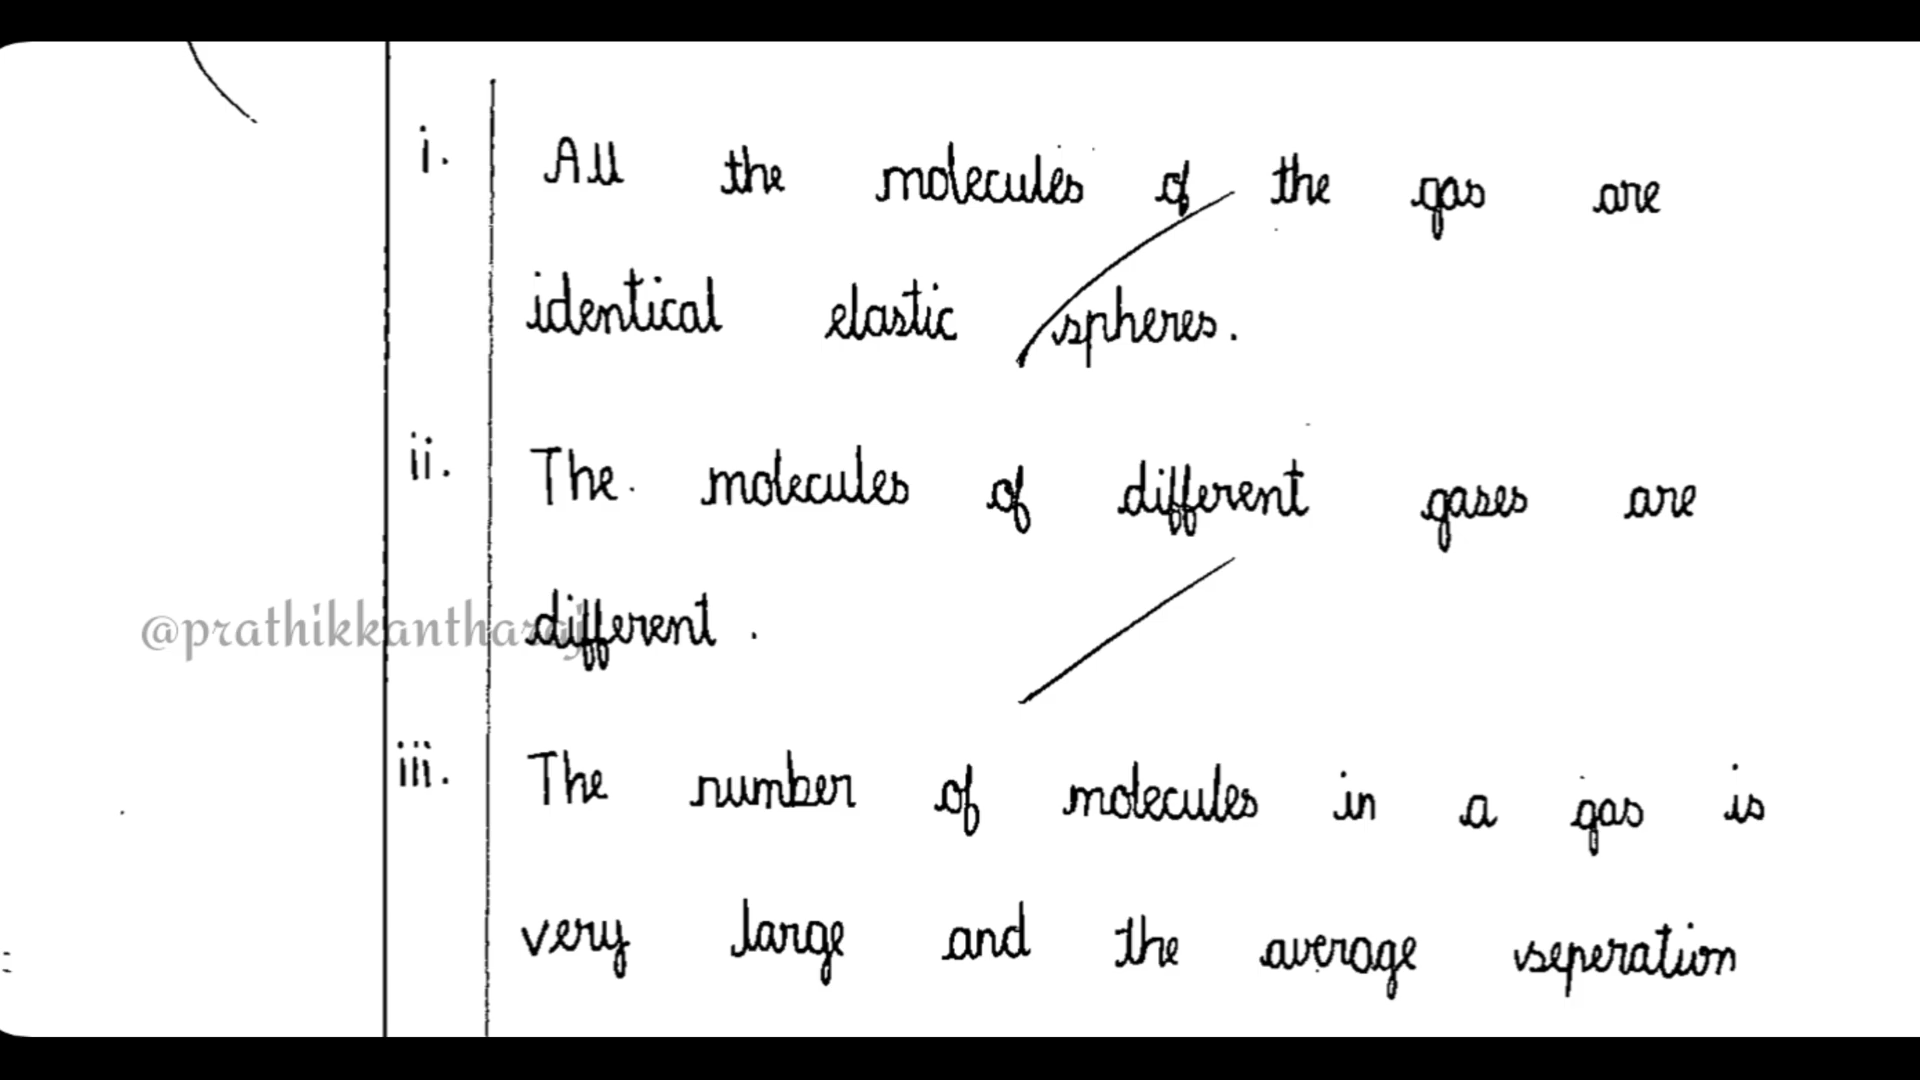 i. All the molecules of the gas are
identical elastic spheres.
ii. The molecules of different gases are
different.
@prathikkantharaj
iii. The number of molecules in a gas is
very large and the average seperation